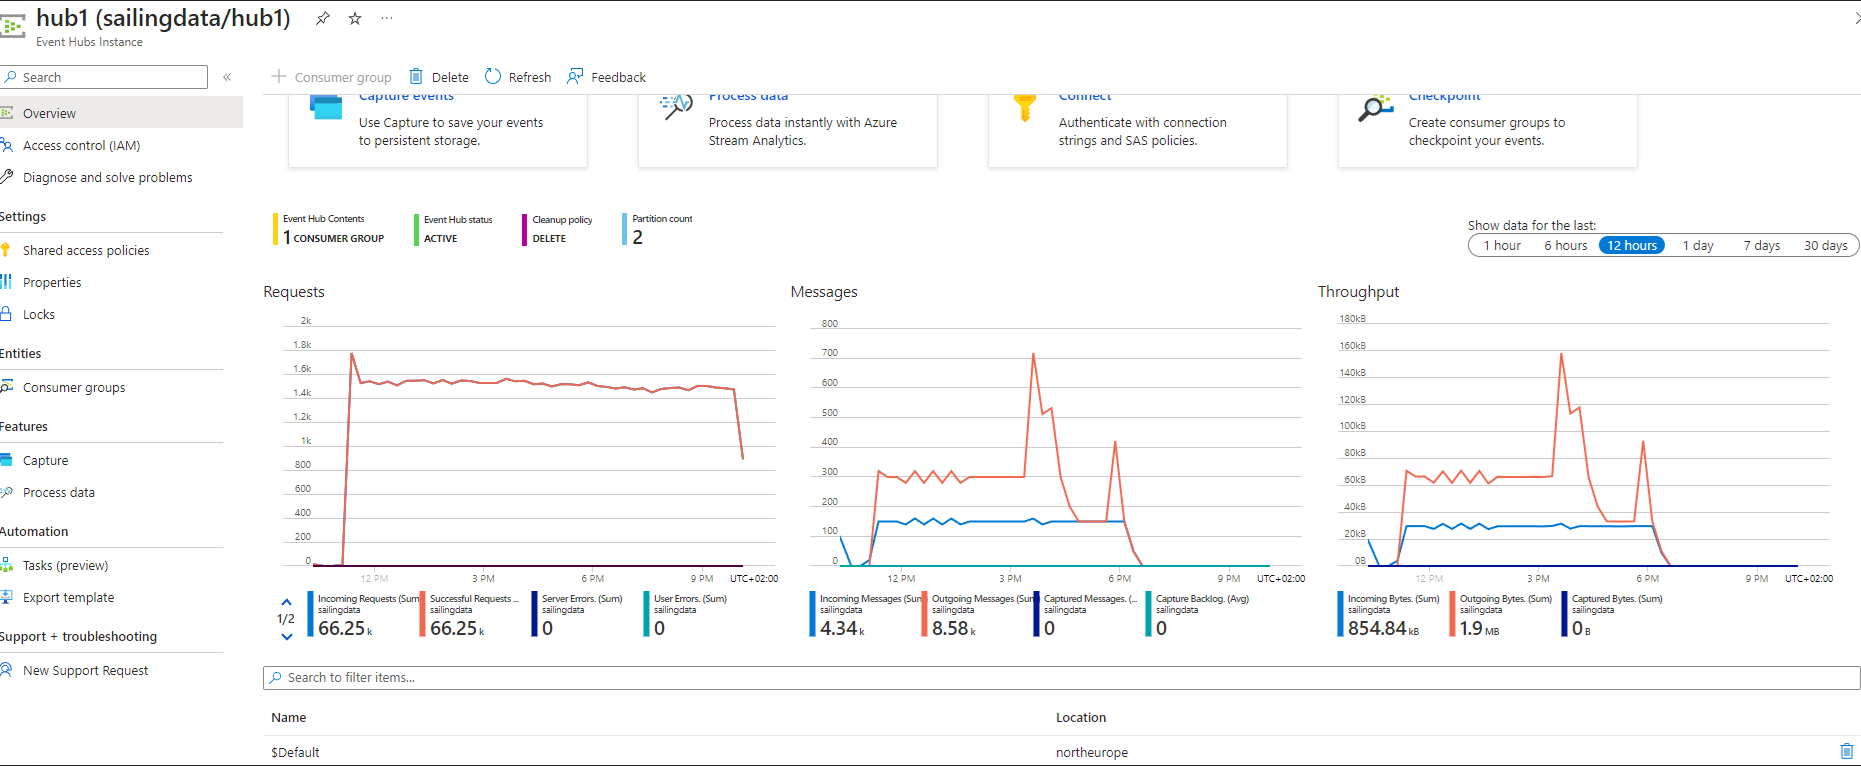 hub1 (sailingdata/hub1)
Event Hubs Instance
Search
Consumer group
Delete
Refresh
Feedback
Overview
Access control (IAM)
Diagnose and solve problems
Settings
Shared access policies
Properties
Locks
Entities
Consumer groups
Features
Capture
Process data
Automation
Tasks (preview)
Export template
Support + troubleshooting
New Support Request
Capture events
Use Capture to save your events
to persistent storage.
Process data
Process data instantly with Azure
Stream Analytics.
Connect
Authenticate with connection
strings and SAS policies.
Checkpoint
Create consumer groups to
checkpoint your events.
Event Hub Contents
1 CONSUMER GROUP
Event Hub status
ACTIVE
Cleanup policy
DELETE
Partition count
2
Show data for the last:
1 hour
6 hours
12 hours
1 day
7 days
30 days
Requests
2k
1.8k
1.6k
1.4k
1.2k
1k
800
600
400
200
0
12 PM
3 PM
6 PM
9 PM
UTC+02:00
1/2
Incoming Requests (Sum
sailingdata
66.25 k
Successful Requests ...
sailingdata
66.25 k
Server Errors. (Sum)
sailingdata
0
User Errors. (Sum)
sailingdata
0
Messages
800
700
600
500
400
300
200
100
0
12 PM
3 PM
6 PM
9 PM
UTC+02:00
Incoming Messages (Sum
sailingdata
4.34 k
Outgoing Messages (Sum
sailingdata
8.58 k
Captured Messages. (...
sailingdata
0
Capture Backlog. (Avg)
sailingdata
0
Throughput
180kB
160kB
140kB
120kB
100kB
80kB
60kB
40kB
20kB
0B
12 PM
3 PM
6 PM
9 PM
UTC+02:00
Incoming Bytes. (Sum)
sailingdata
854.84 kB
Outgoing Bytes. (Sum)
sailingdata
1.9 MB
Captured Bytes. (Sum)
sailingdata
0 B
Search to filter items...
Name
Location
$Default
northeurope